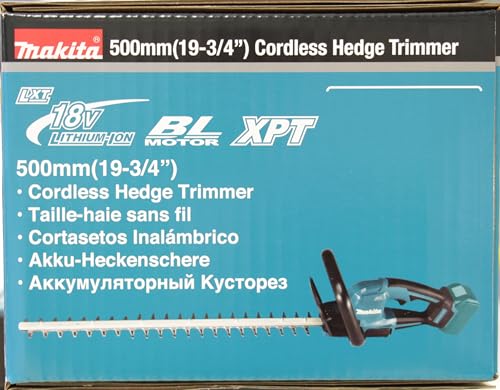 makita® 500mm(19-3/4") Cordless Hedge Trimmer
LXT
18V
LITHIUM-ION
BL
MOTOR
XPT
500mm(19-3/4")
· Cordless Hedge Trimmer
· Taille-haie sans fil
· Cortasetos Inalámbrico
· Akku-Heckenschere
· Аккумуляторный Кусторез
makita